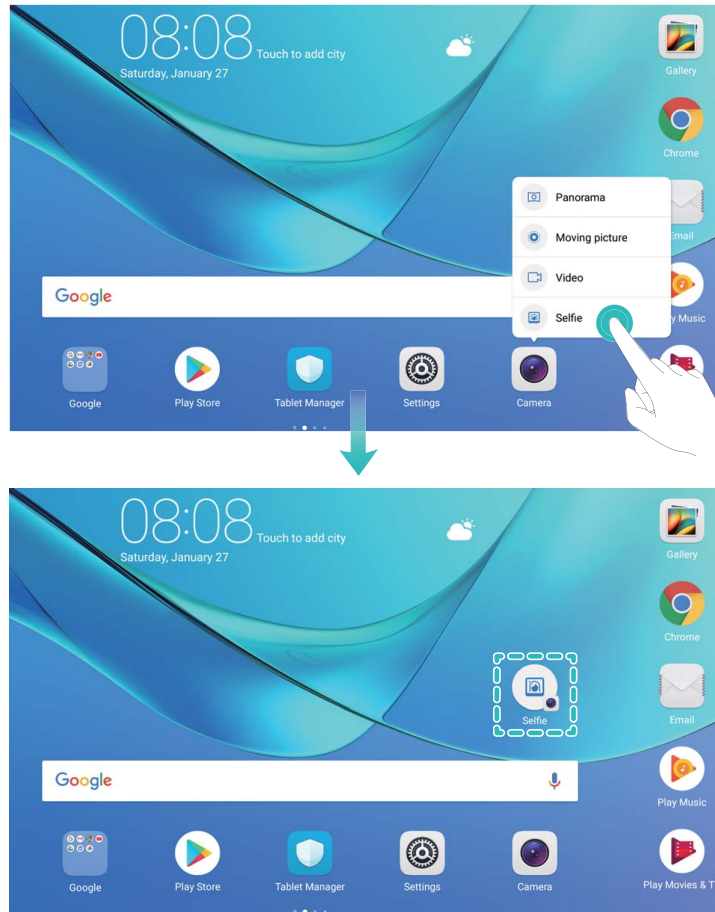 08:08 Touch to add city
Saturday, January 27
Gallery
Chrome
Panorama
Moving picture
Email
Video
Google
Selfie
y Music
Google
Play Store
Tablet Manager
Settings
Camera
08:08 Touch to add city
Saturday, January 27
Gallery
Chrome
Selfie
Email
Google
Play Music
Google
Play Store
Tablet Manager
Settings
Camera
Play Movies & T